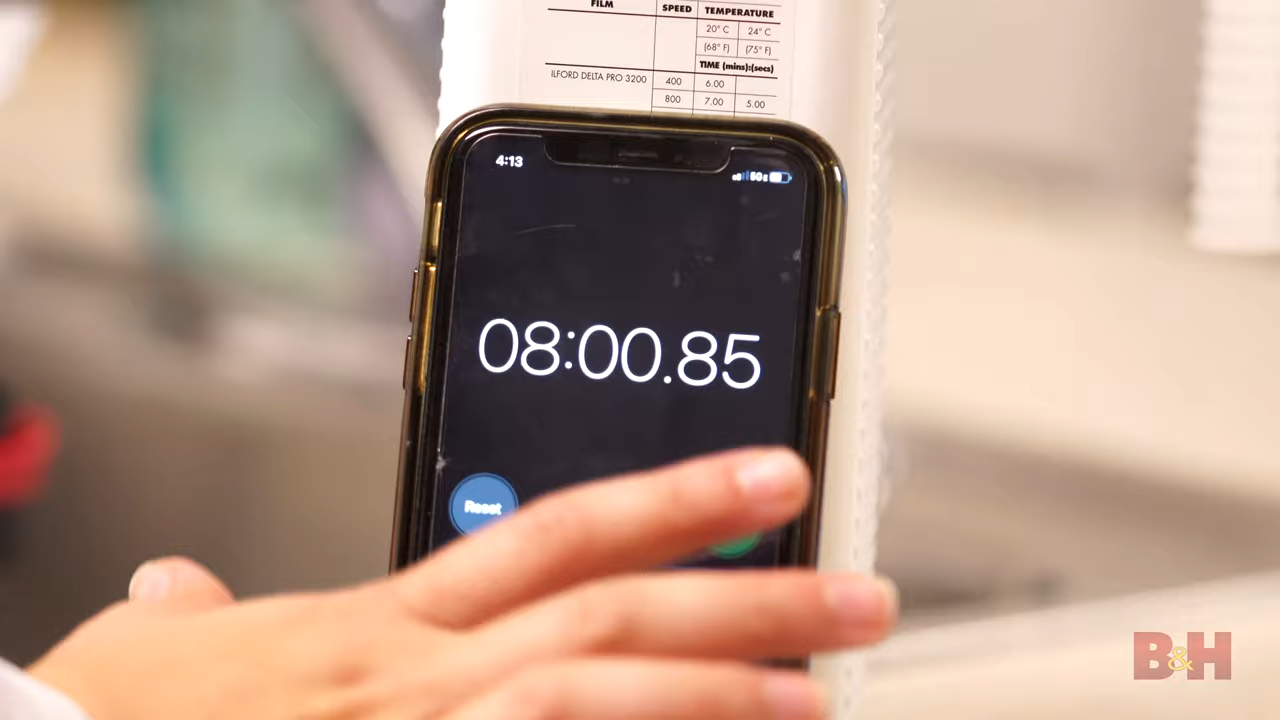 FILM SPEED TEMPERATURE
20° C 24° C
(68° F) (75° F)
TIME (mins):(secs)
ILFORD DELTA PRO 3200 400 6.00
800 7.00 5.00
4:13
08:00.85
Reset
B&H